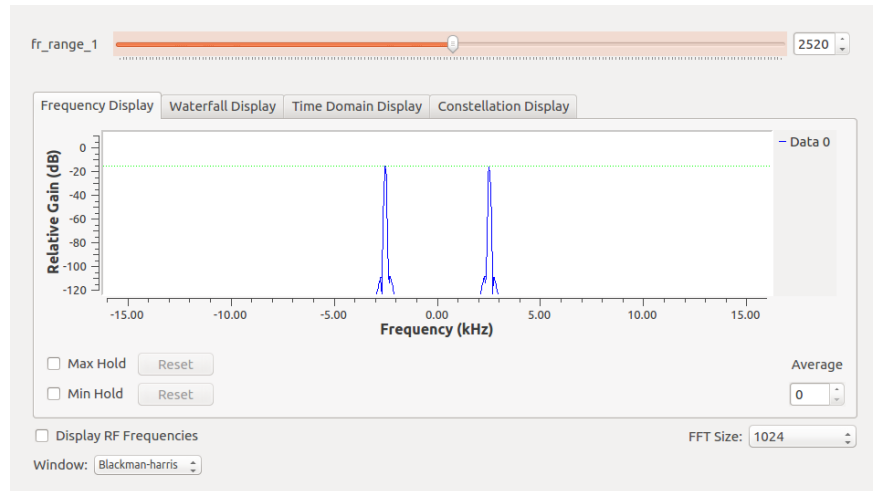 fr_range_1 2520
Frequency Display Waterfall Display Time Domain Display Constellation Display
Relative Gain (dB)
0
-20
-40
-60
-80
-100
-120
Data 0
-15.00 -10.00 -5.00 0.00 5.00 10.00 15.00
Frequency (kHz)
Max Hold Reset Average
Min Hold Reset 0
Display RF Frequencies FFT Size: 1024
Window: Blackman-harris